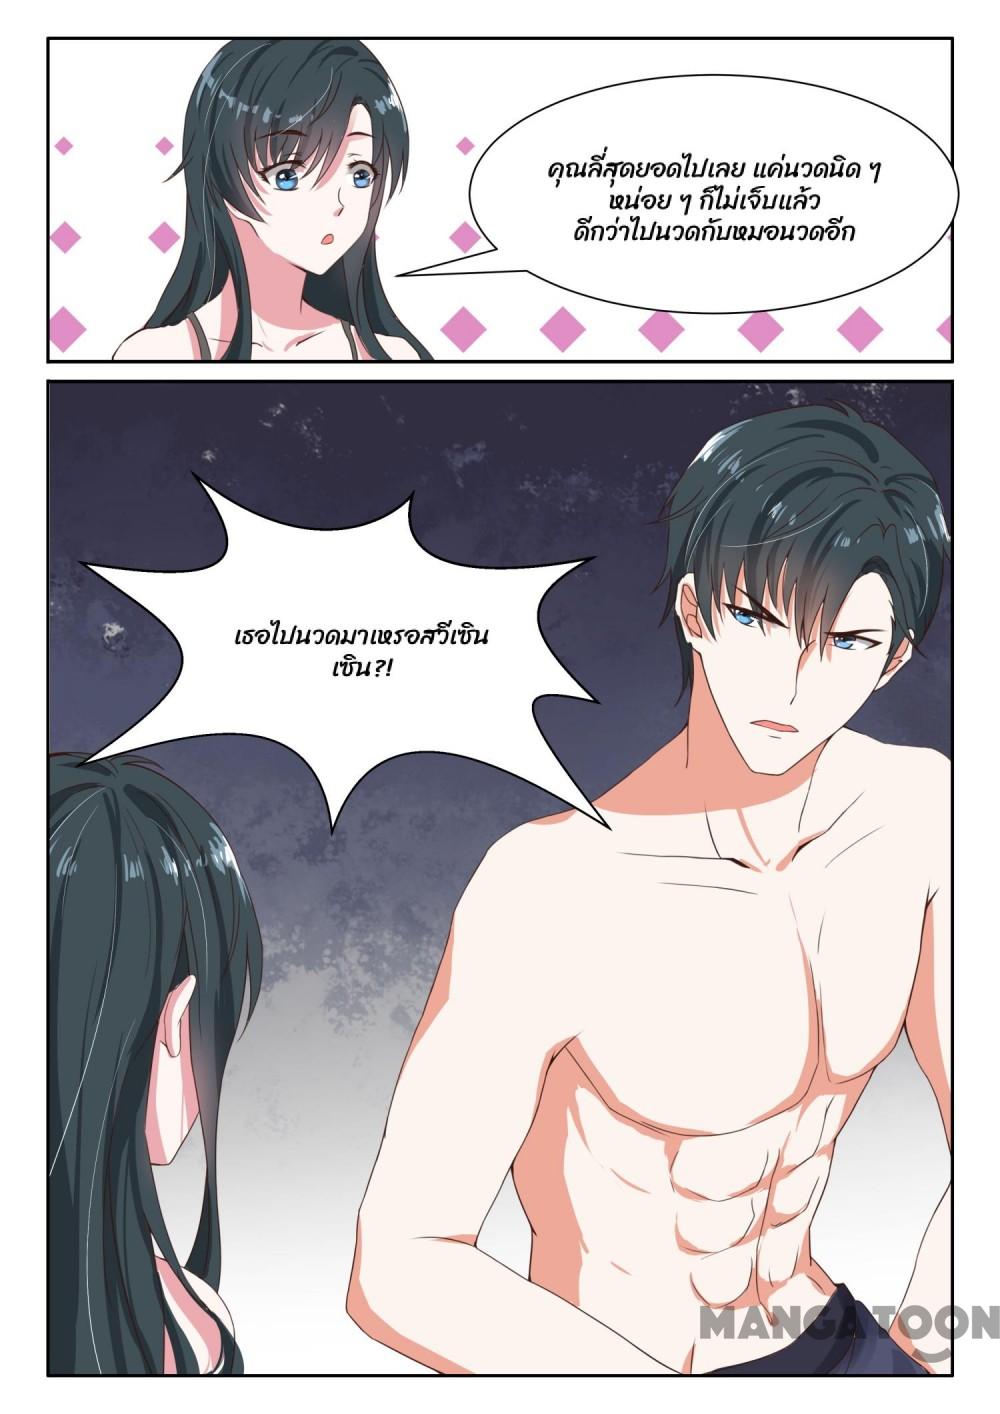 คุณลี่สุดยอดไปเลย แค่นวดนิด ๆ
หน่อย ๆ ก็ไม่เจ็บแล้ว
ดีกว่าไปนวดกับหมอนวดอีก
เธอไปนวดมาเหรอสวีเซิน
เซิน?!
MANGATOON